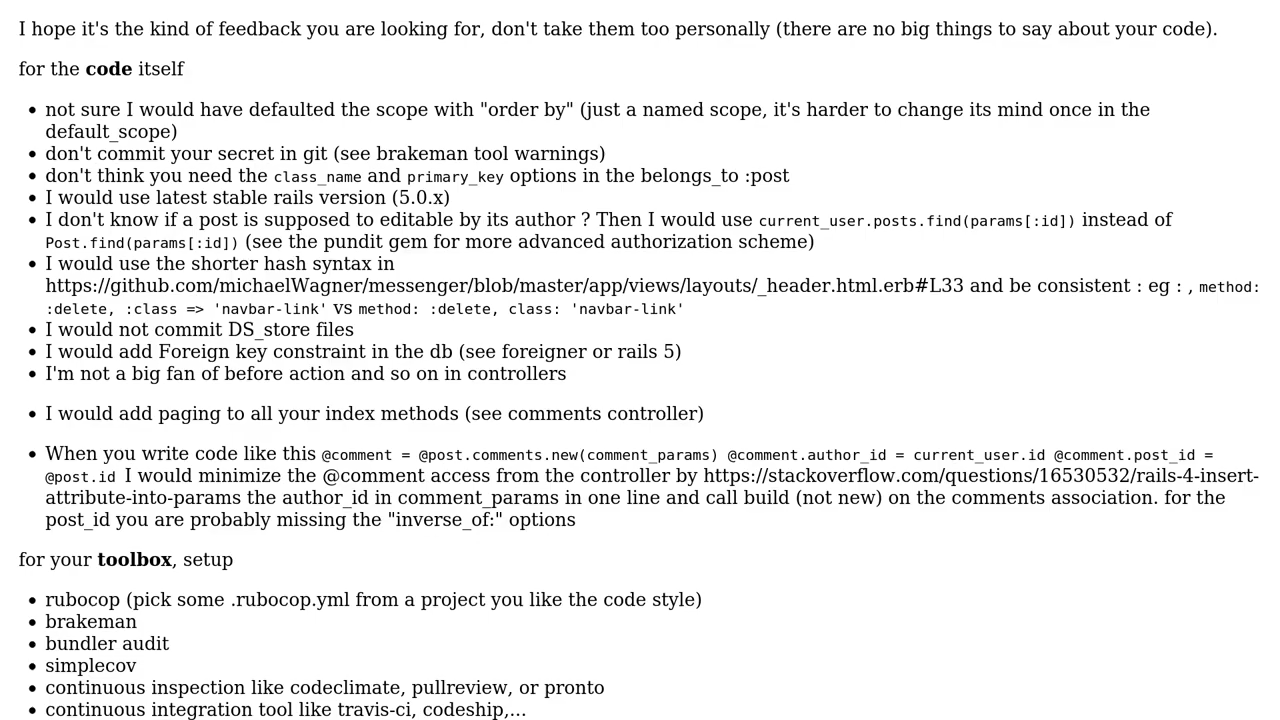 I hope it's the kind of feedback you are looking for, don't take them too personally (there are no big things to say about your code).
for the code itself
• not sure I would have defaulted the scope with "order by" (just a named scope, it's harder to change its mind once in the
default_scope)
• don't commit your secret in git (see brakeman tool warnings)
• don't think you need the class_name and primary_key options in the belongs_to :post
• I would use latest stable rails version (5.0.x)
• I don't know if a post is supposed to editable by its author ? Then I would use current_user.posts.find(params[:id]) instead of
Post.find(params[:id]) (see the pundit gem for more advanced authorization scheme)
• I would use the shorter hash syntax in
https://github.com/michaelWagner/messenger/blob/master/app/views/layouts/_header.html.erb#L33 and be consistent : eg : , method:
:delete, :class => 'navbar-link' vs method: :delete, class: 'navbar-link'
• I would not commit DS_store files
• I would add Foreign key constraint in the db (see foreigner or rails 5)
• I'm not a big fan of before action and so on in controllers
• I would add paging to all your index methods (see comments controller)
• When you write code like this @comment = @post.comments.new(comment_params) @comment.author_id = current_user.id @comment.post_id =
@post.id I would minimize the @comment access from the controller by https://stackoverflow.com/questions/16530532/rails-4-insert-
attribute-into-params the author_id in comment_params in one line and call build (not new) on the comments association. for the
post_id you are probably missing the "inverse_of:" options
for your toolbox, setup
• rubocop (pick some .rubocop.yml from a project you like the code style)
• brakeman
• bundler audit
• simplecov
• continuous inspection like codeclimate, pullreview, or pronto
• continuous integration tool like travis-ci, codeship,...